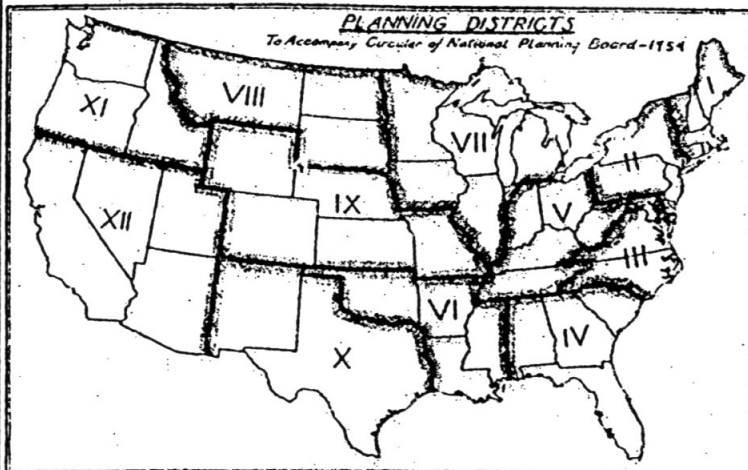 PLANNING DISTRICTS
To Accompany Circular of National Planning Board-1934
I
VIII
XI
VII
II
IX
V
XII
III
VI
IV
X